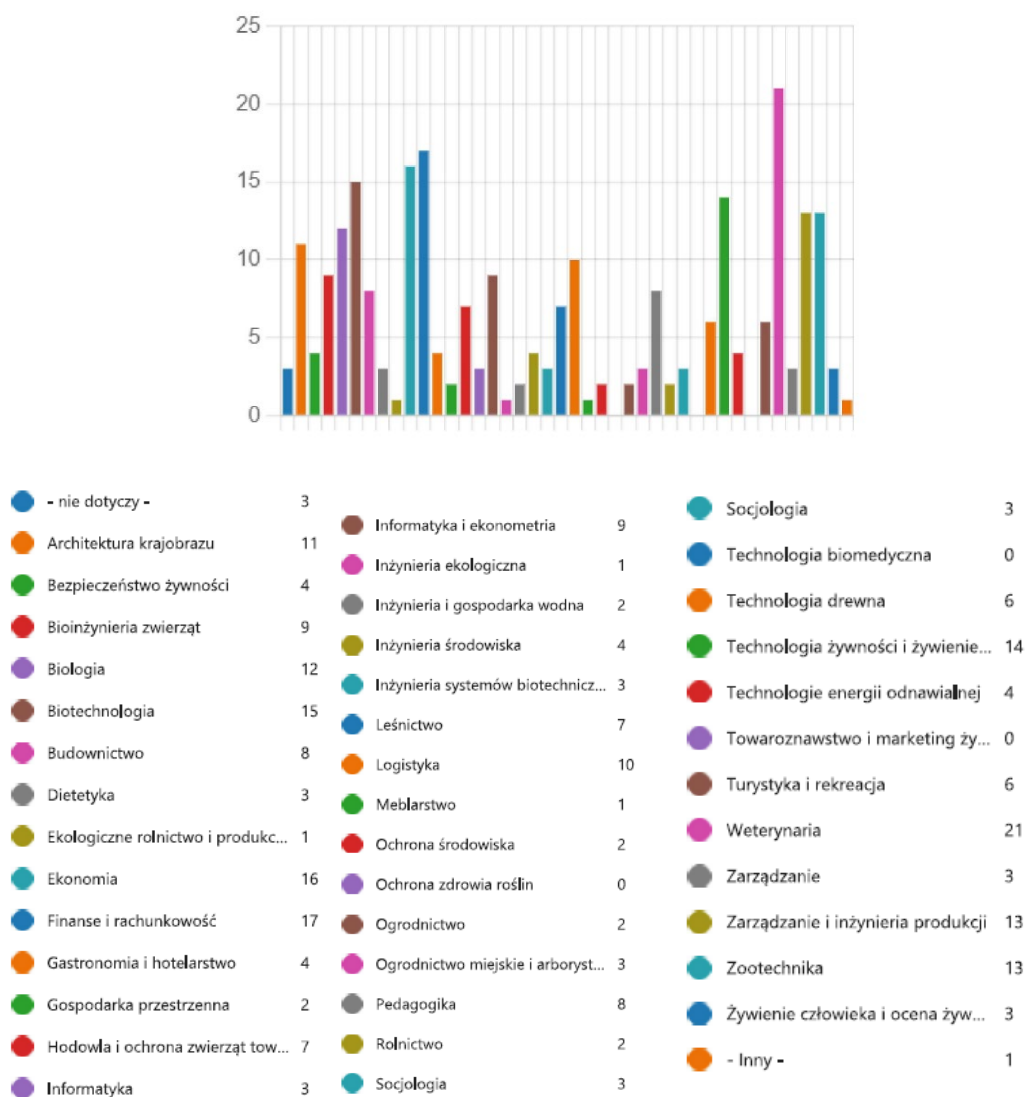 25
20
15
10
5
0
- nie dotyczy - 3
Architektura krajobrazu 11
Bezpieczeństwo żywności 4
Bioinżynieria zwierząt 9
Biologia 12
Biotechnologia 15
Budownictwo 8
Dietetyka 3
Ekologiczne rolnictwo i produkc... 1
Ekonomia 16
Finanse i rachunkowość 17
Gastronomia i hotelarstwo 4
Gospodarka przestrzenna 2
Hodowla i ochrona zwierząt tow... 7
Informatyka 3
Informatyka i ekonometria 9
Inżynieria ekologiczna 1
Inżynieria i gospodarka wodna 2
Inżynieria środowiska 4
Inżynieria systemów biotechnicz... 3
Leśnictwo 7
Logistyka 10
Meblarstwo 1
Ochrona środowiska 2
Ochrona zdrowia roślin 0
Ogrodnictwo 2
Ogrodnictwo miejskie i arboryst... 3
Pedagogika 8
Rolnictwo 2
Socjologia 3
Socjologia 3
Technologia biomedyczna 0
Technologia drewna 6
Technologia żywności i żywienie... 14
Technologie energii odnawialnej 4
Towaroznawstwo i marketing ży... 0
Turystyka i rekreacja 6
Weterynaria 21
Zarządzanie 3
Zarządzanie i inżynieria produkcji 13
Zootechnika 13
Żywienie człowieka i ocena żyw... 3
- Inny - 1